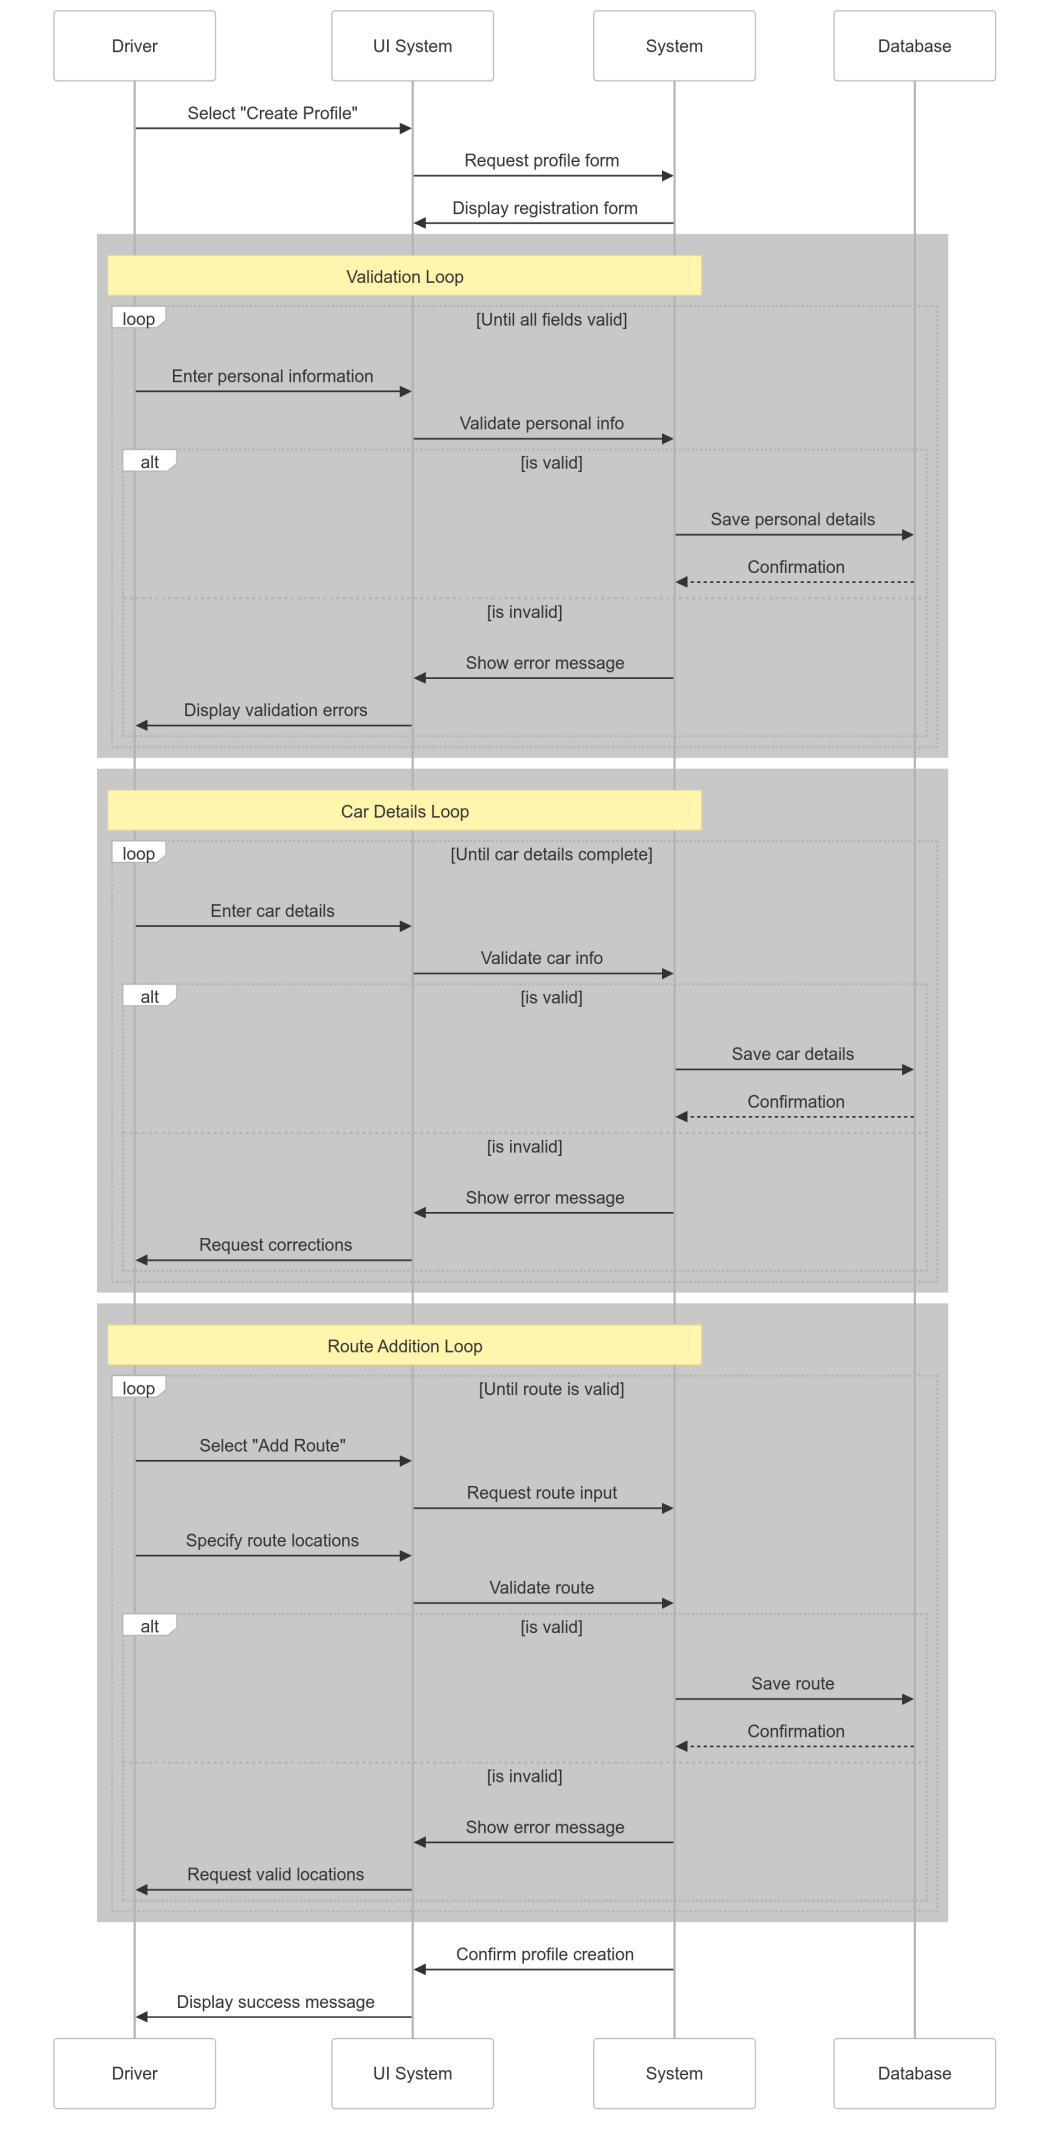 Driver
UI System
System
Database
Select "Create Profile"
Request profile form
Display registration form
Validation Loop
loop
[Until all fields valid]
Enter personal information
Validate personal info
alt
[is valid]
Save personal details
Confirmation
[is invalid]
Show error message
Display validation errors
Car Details Loop
loop
[Until car details complete]
Enter car details
Validate car info
alt
[is valid]
Save car details
Confirmation
[is invalid]
Show error message
Request corrections
Route Addition Loop
loop
[Until route is valid]
Select "Add Route"
Request route input
Specify route locations
Validate route
alt
[is valid]
Save route
Confirmation
[is invalid]
Show error message
Request valid locations
Confirm profile creation
Display success message
Driver
UI System
System
Database